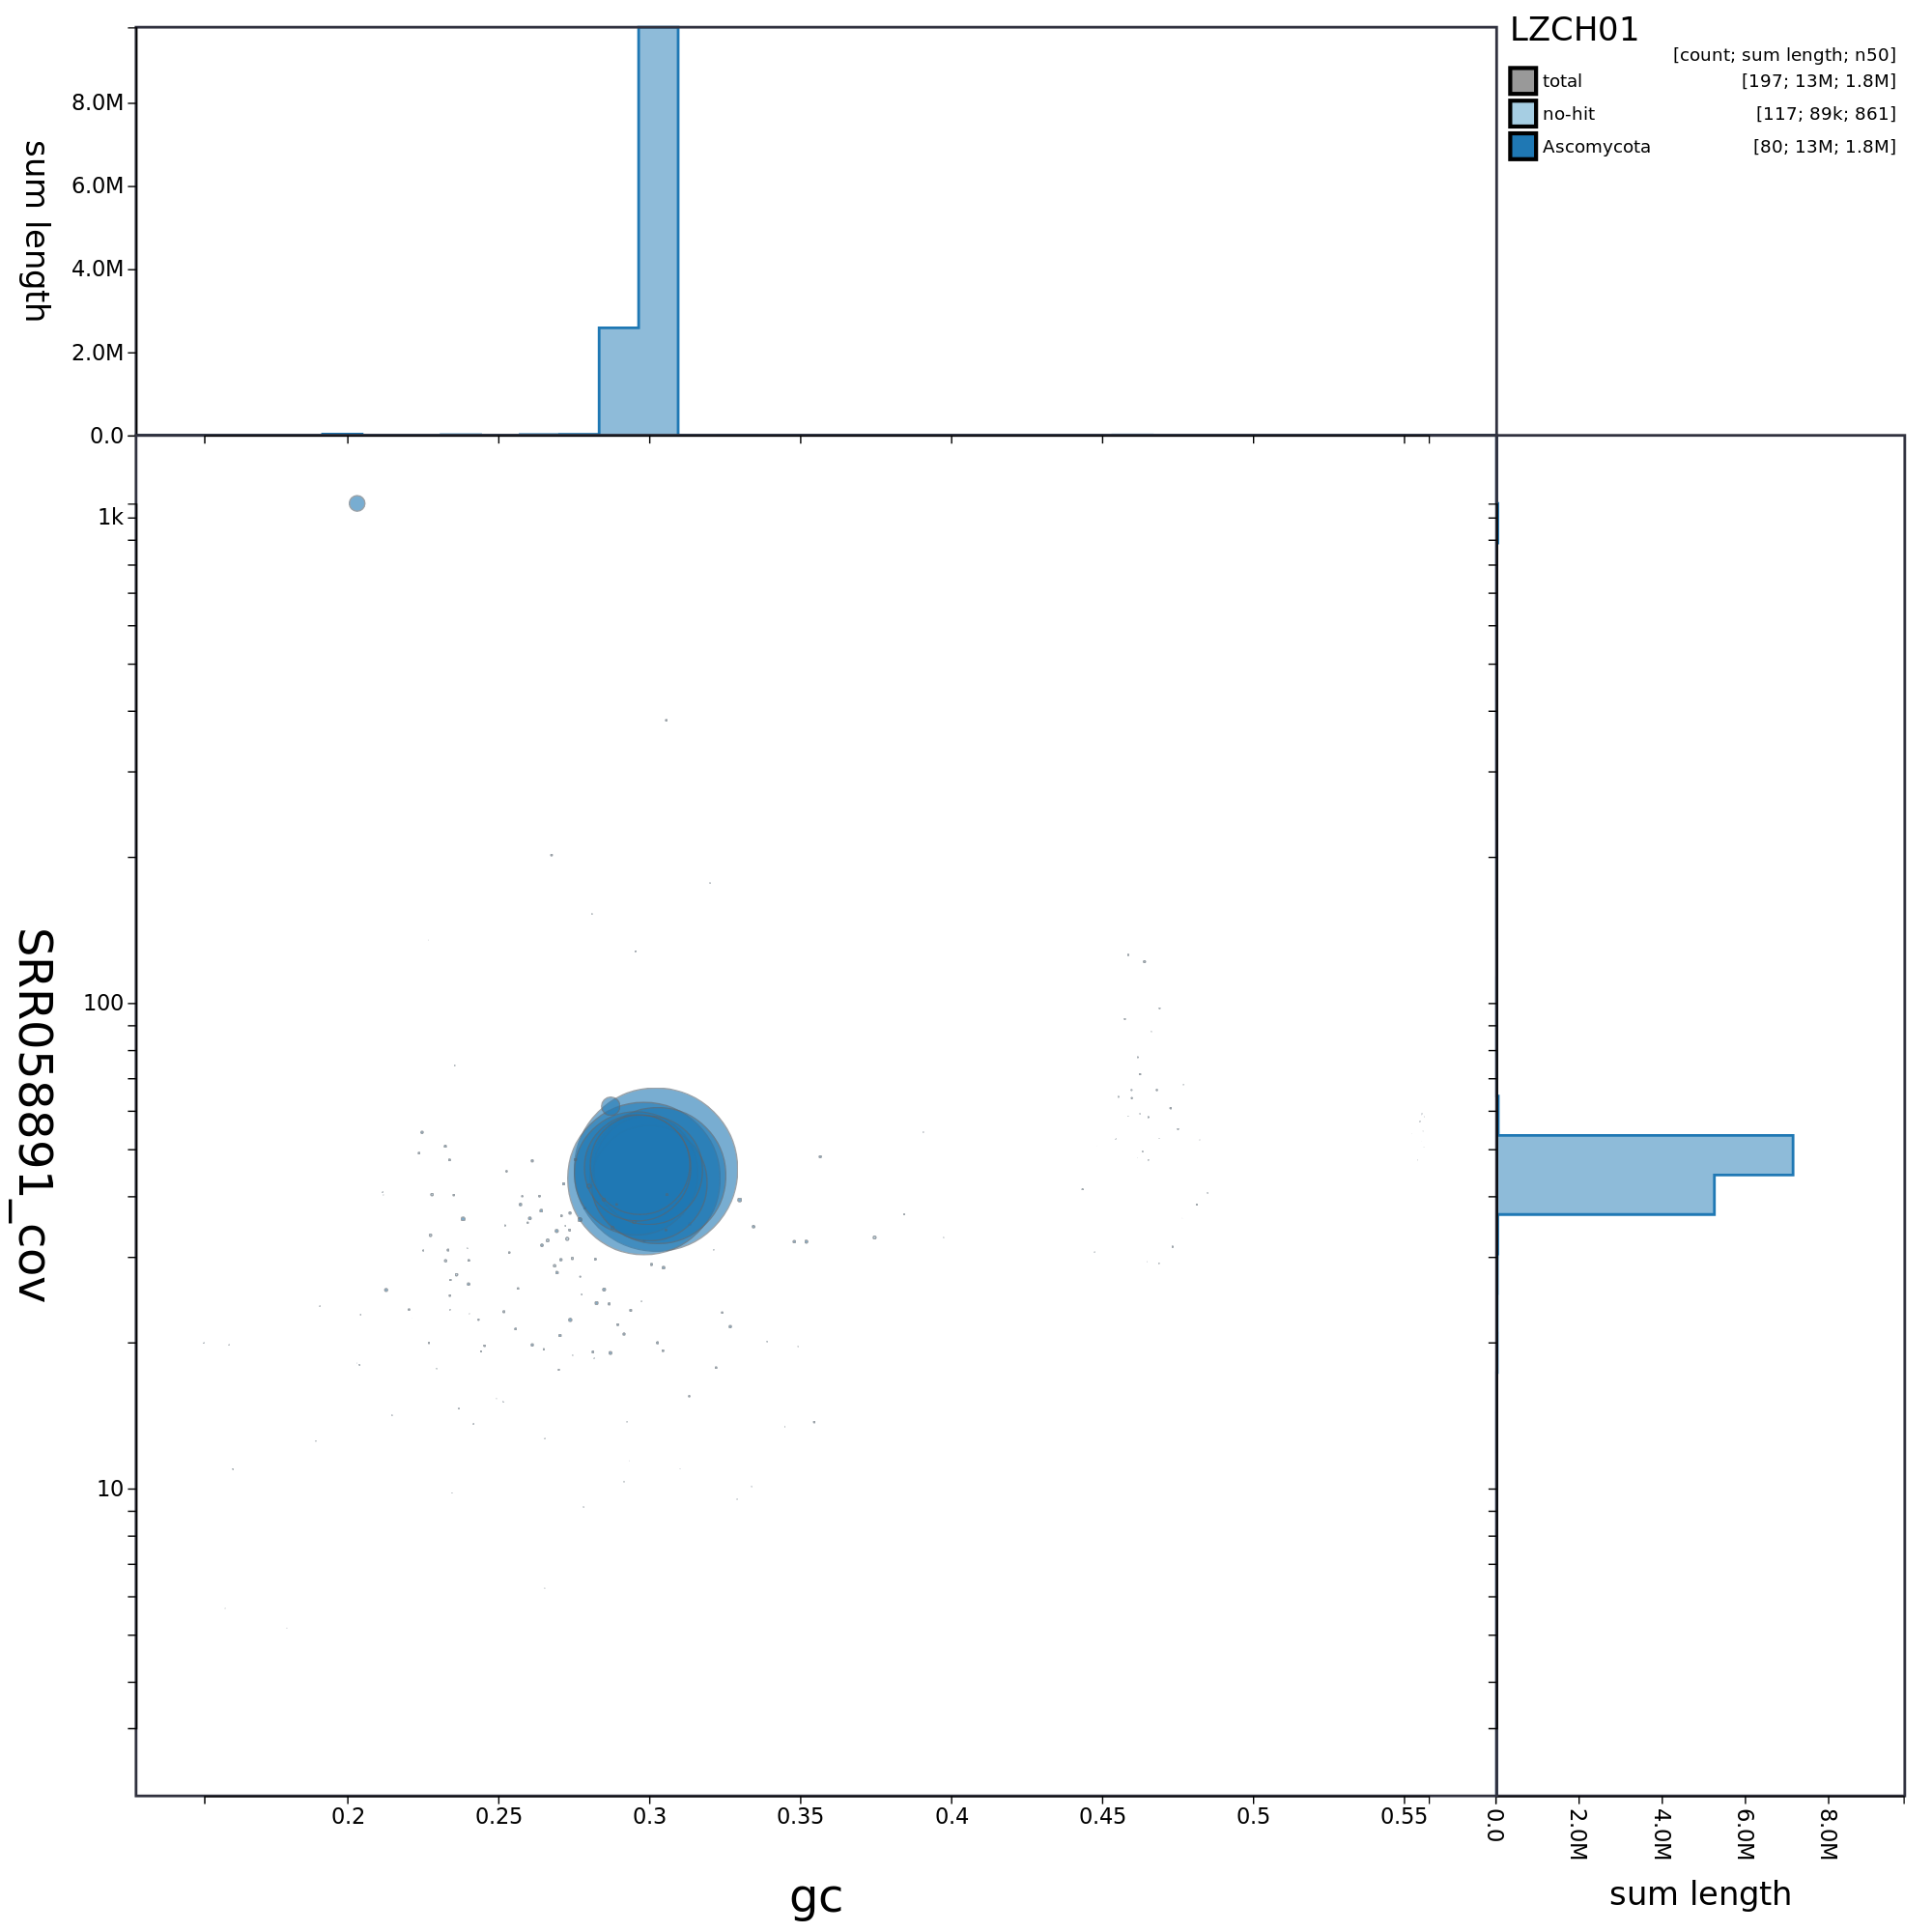 LZCH01
[count; sum length; n50]
total [197; 13M; 1.8M]
no-hit [117; 89k; 861]
Ascomycota [80; 13M; 1.8M]
sum length
8.0M
6.0M
4.0M
2.0M
0.0
SRR058891_cov
1k
100
10
0.2 0.25 0.3 0.35 0.4 0.45 0.5 0.55
gc
0.0 2.0M 4.0M 6.0M 8.0M
sum length